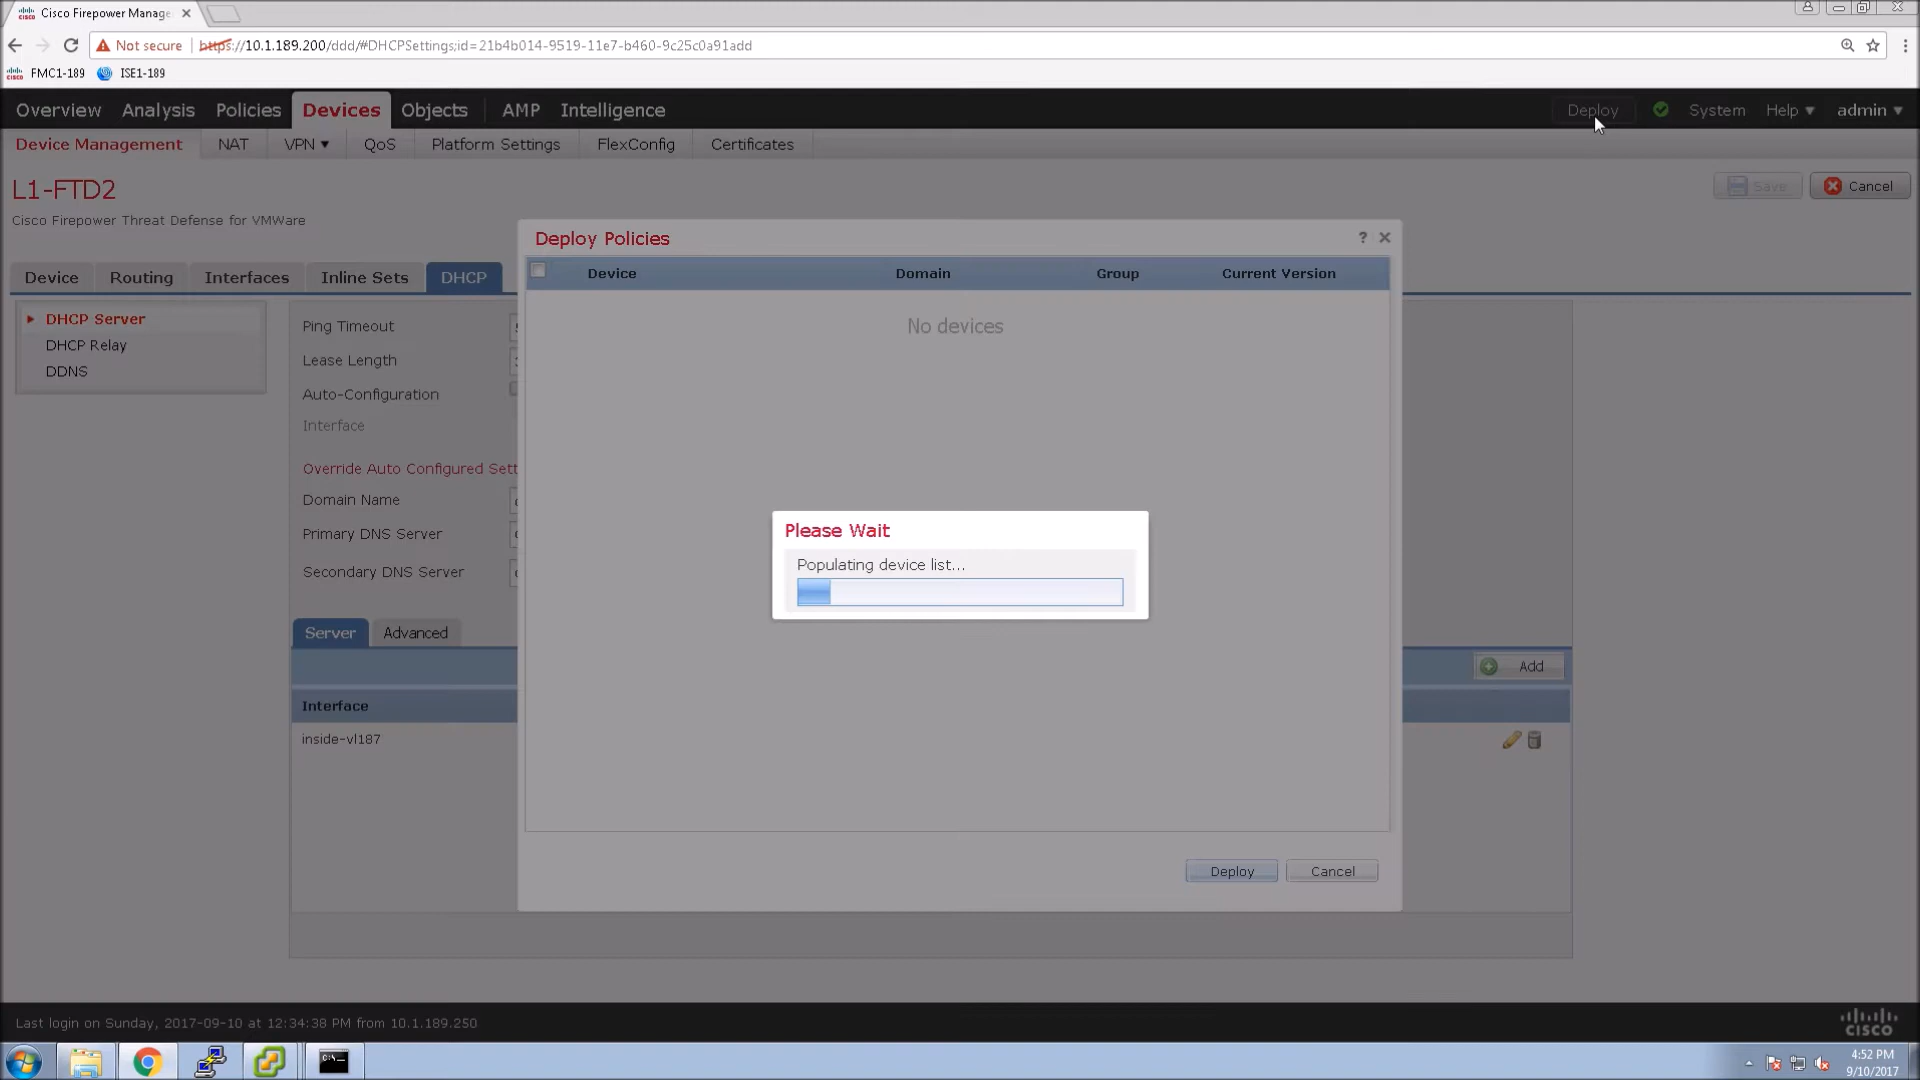 Cisco Firepower Manage
Not secure https://10.1.189.200/ddd/#DHCPSettings;id=21b4b014-9519-11e7-b460-9c25c0a91add
FMC1-189 ISE1-189
Overview Analysis Policies Devices Objects AMP Intelligence Deploy System Help admin
Device Management NAT VPN QoS Platform Settings FlexConfig Certificates
L1-FTD2
Save Cancel
Cisco Firepower Threat Defense for VMWare
Deploy Policies ?
Device Routing Interfaces Inline Sets DHCP
Device Domain Group Current Version
No devices
DHCP Server
DHCP Relay
DDNS
Ping Timeout
Lease Length
Auto-Configuration
Interface
Override Auto Configured Sett
Domain Name
Primary DNS Server
Secondary DNS Server
Please Wait
Populating device list...
Server Advanced
Add
Interface
inside-vl187
Deploy Cancel
Last login on Sunday, 2017-09-10 at 12:34:38 PM from 10.1.189.250
CISCO
C:\_
4:52 PM
9/10/2017